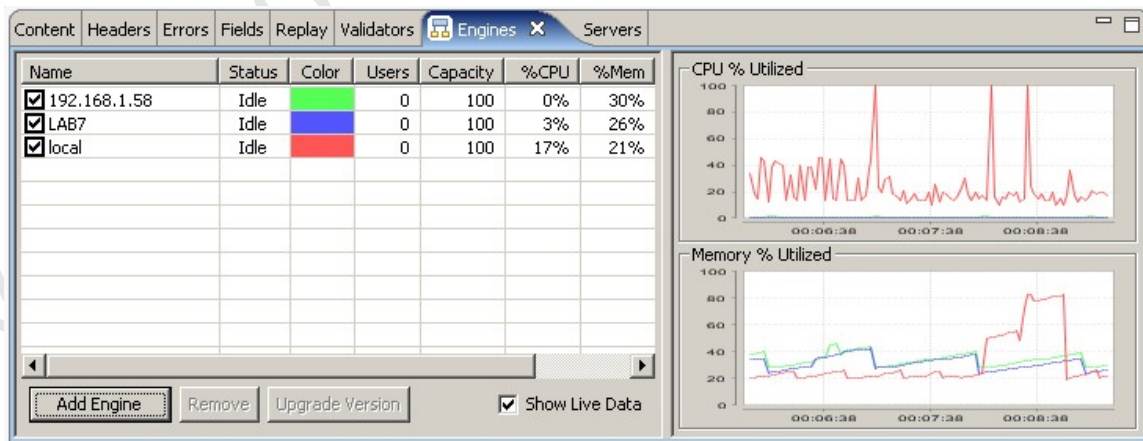 Content Headers Errors Fields Replay Validators Engines Servers
Name Status Color Users Capacity %CPU %Mem
192.168.1.58 Idle 0 100 0% 30%
LAB7 Idle 0 100 3% 26%
local Idle 0 100 17% 21%
Add Engine Remove Upgrade Version Show Live Data
CPU % Utilized
100
80
60
40
20
0
00:06:38 00:07:38 00:08:38
Memory % Utilized
100
80
60
40
20
0
00:06:38 00:07:38 00:08:38